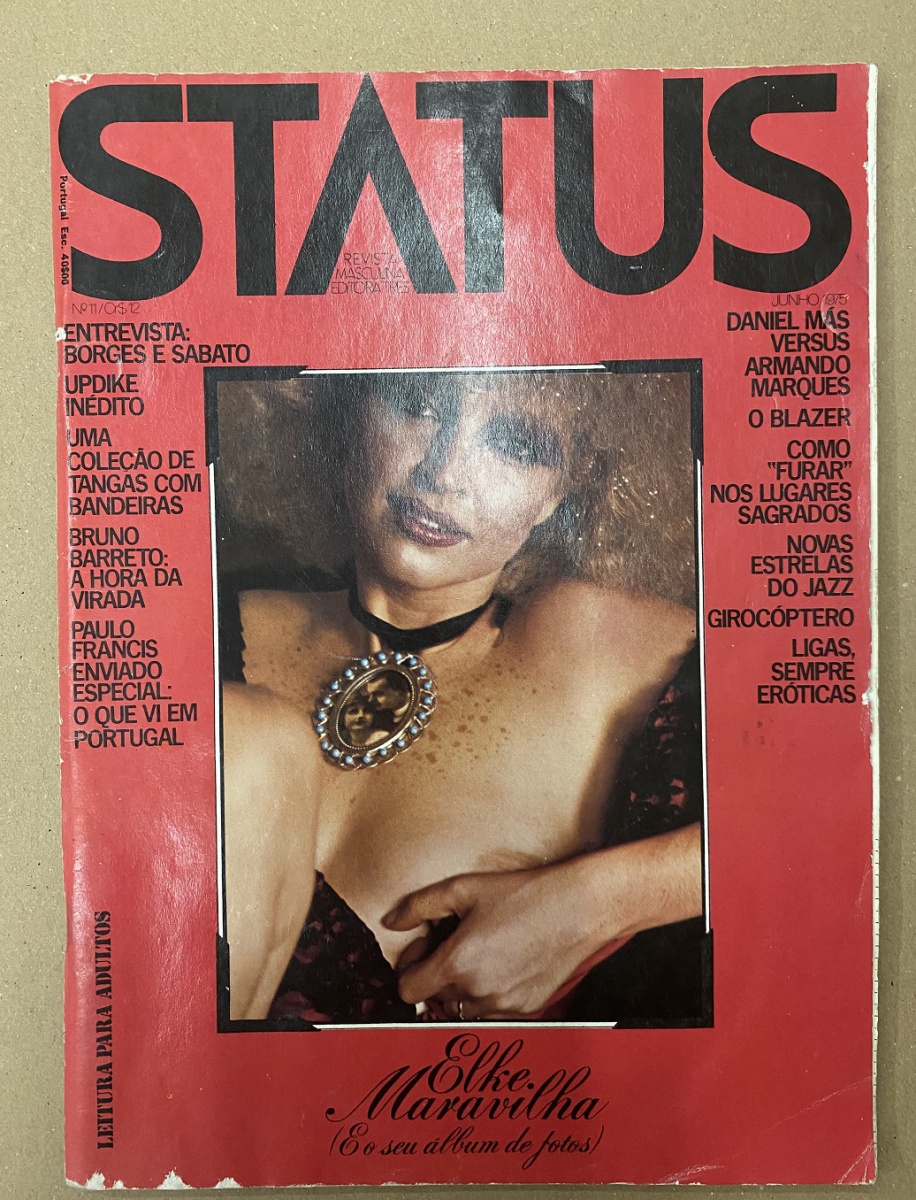 STATUS
REVISTA
MASCULINA
EDITORA TRÊS
Portugal Esc. 40$00
Nº 11/Cr$ 12
JUNHO 1975
ENTREVISTA:
BORGES E SABATO
UPDIKE
INÉDITO
UMA
COLEÇÃO DE
TANGAS COM
BANDEIRAS
BRUNO
BARRETO:
A HORA DA
VIRADA
PAULO
FRANCIS
ENVIADO
ESPECIAL:
O QUE VI EM
PORTUGAL
DANIEL MÁS
VERSUS
ARMANDO
MARQUES
O BLAZER
COMO
"FURAR"
NOS LUGARES
SAGRADOS
NOVAS
ESTRELAS
DO JAZZ
GIROCÓPTERO
LIGAS,
SEMPRE
ERÓTICAS
LEITURA PARA ADULTOS
Elke
Maravilha
(E o seu álbum de fotos)